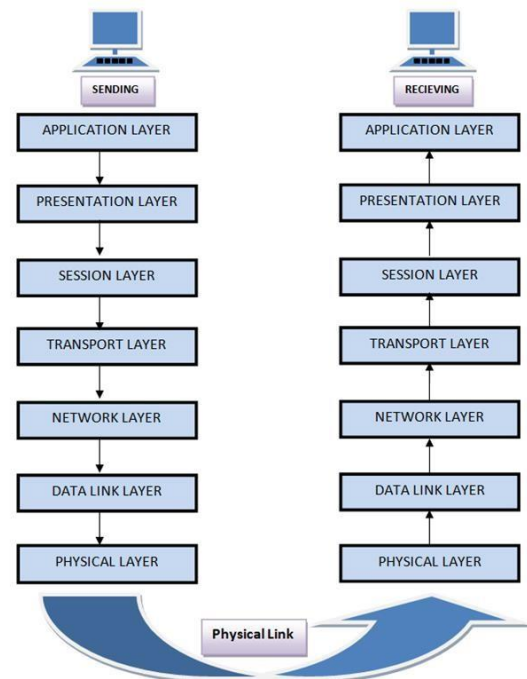 SENDING
APPLICATION LAYER
PRESENTATION LAYER
SESSION LAYER
TRANSPORT LAYER
NETWORK LAYER
DATA LINK LAYER
PHYSICAL LAYER
RECIEVING
APPLICATION LAYER
PRESENTATION LAYER
SESSION LAYER
TRANSPORT LAYER
NETWORK LAYER
DATA LINK LAYER
PHYSICAL LAYER
Physical Link